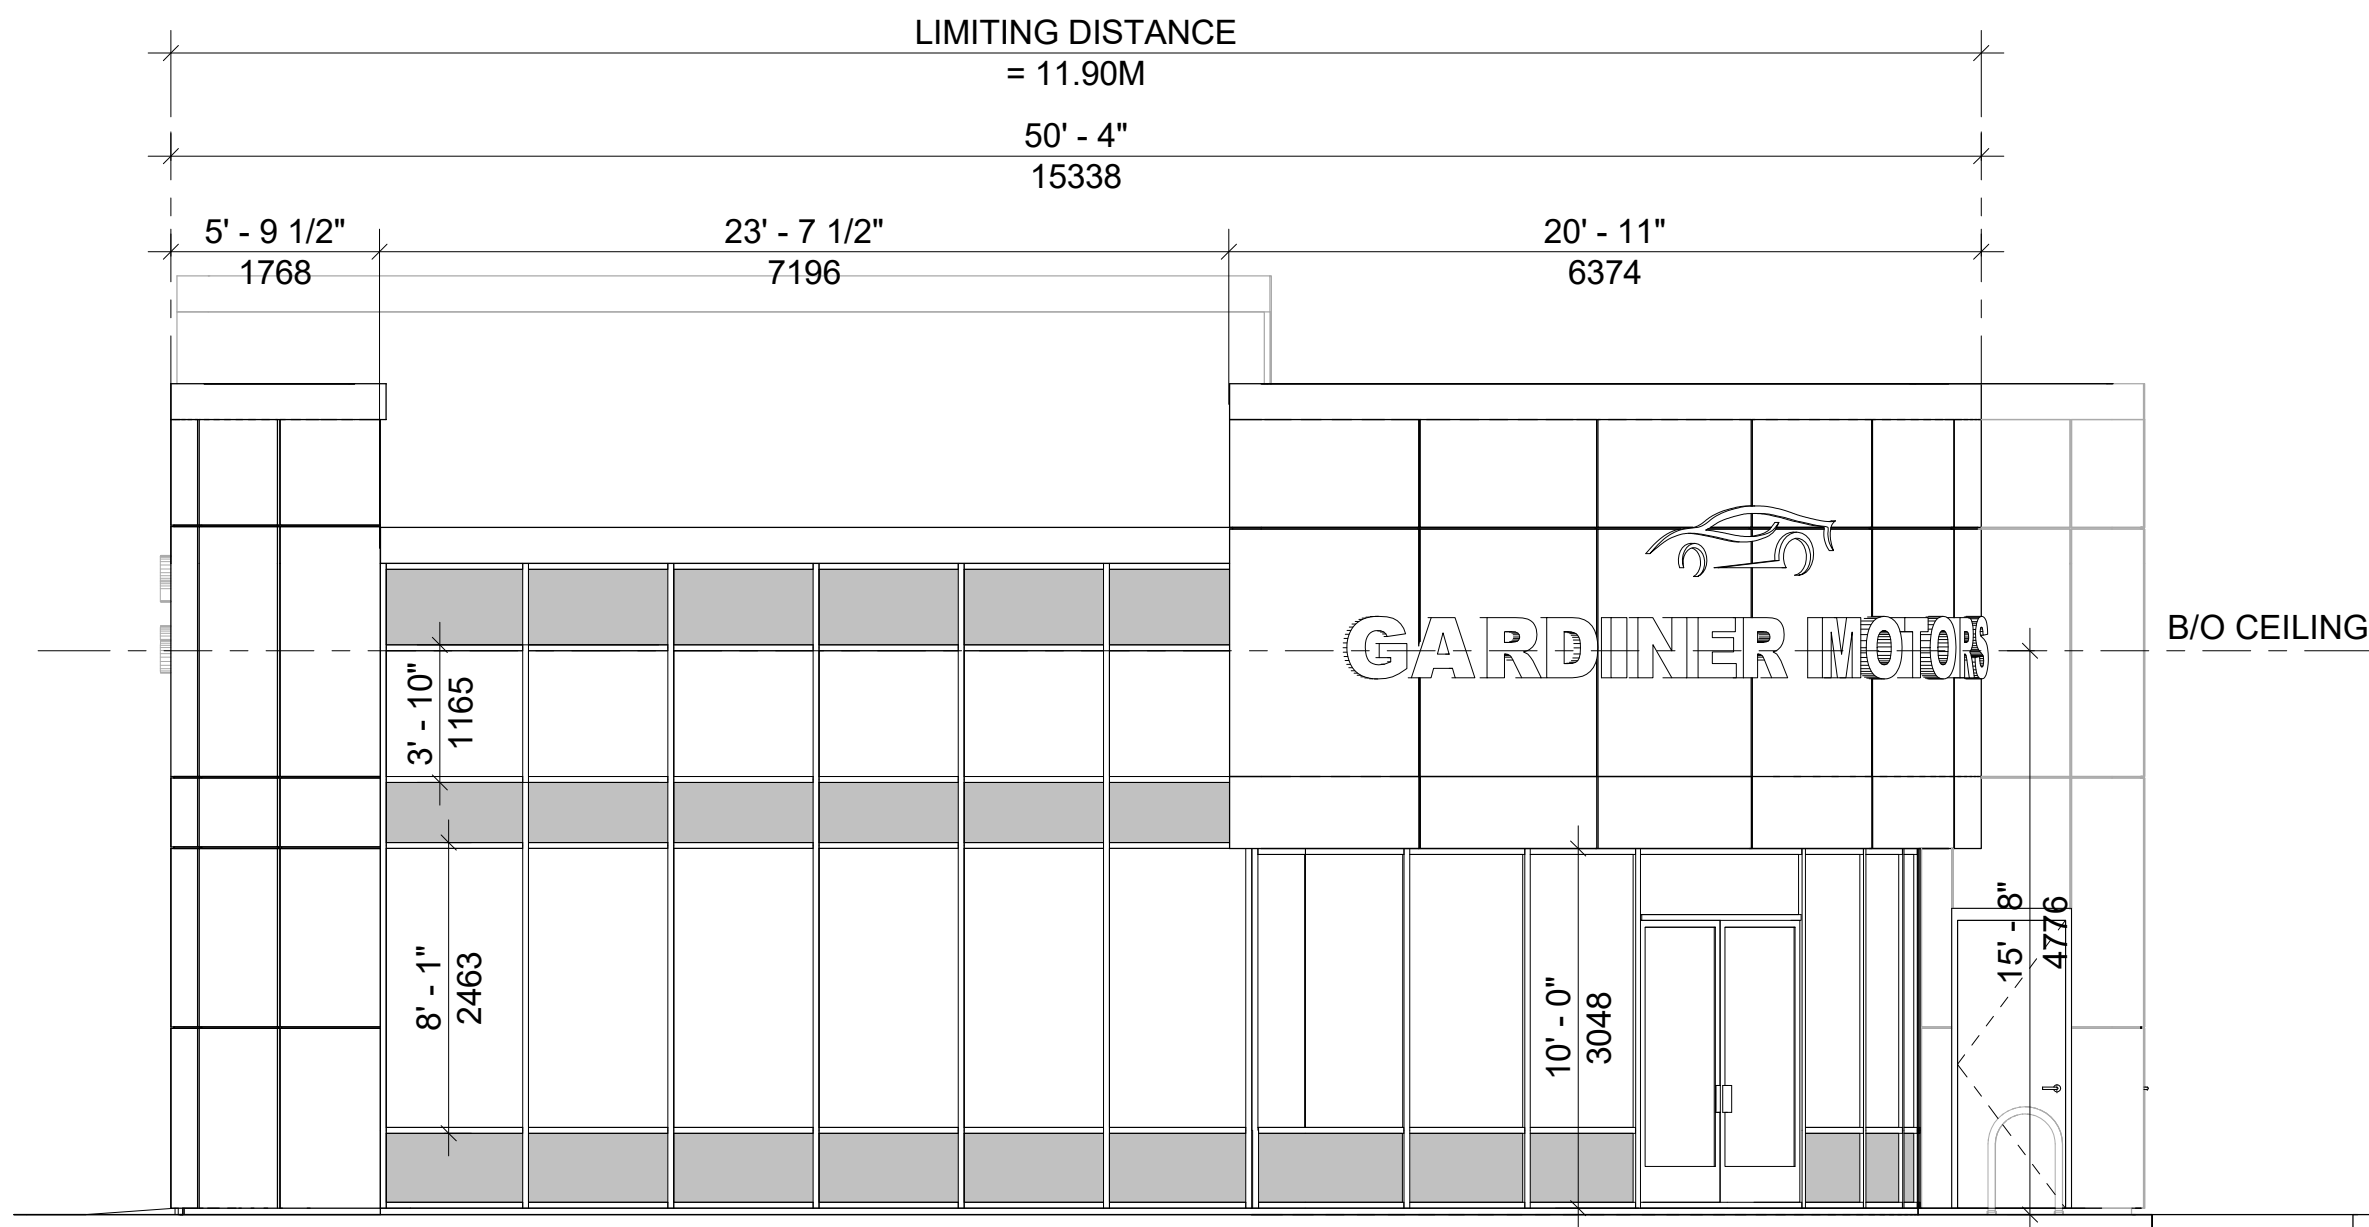 LIMITING DISTANCE
= 11.90M
50' - 4"
15338
5' - 9 1/2"
1768
23' - 7 1/2"
7196
20' - 11"
6374
GARDINER MOTORS
B/O CEILING
3' - 10"
1165
8' - 1"
2463
10' - 0"
3048
15' - 8"
4776